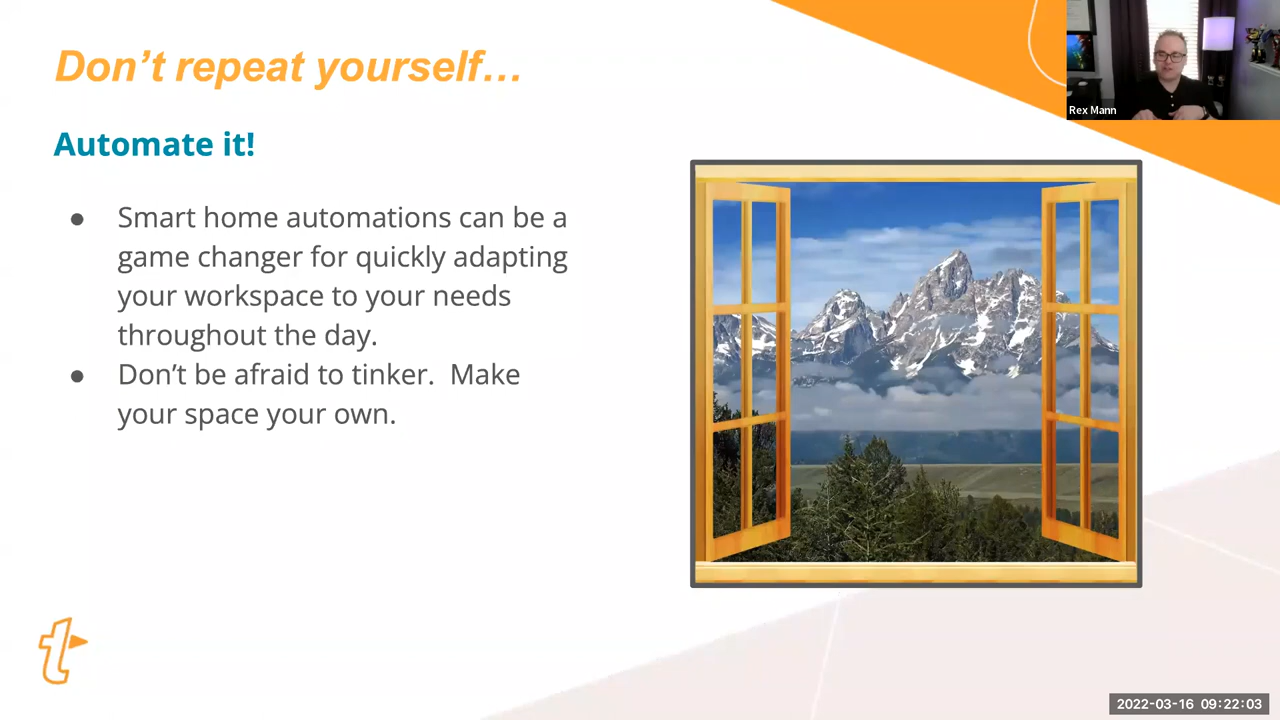 Don't repeat yourself...
Rex Mann
Automate it!
● Smart home automations can be a
game changer for quickly adapting
your workspace to your needs
throughout the day.
● Don't be afraid to tinker.  Make
your space your own.
t
2022-03-16 09:22:03